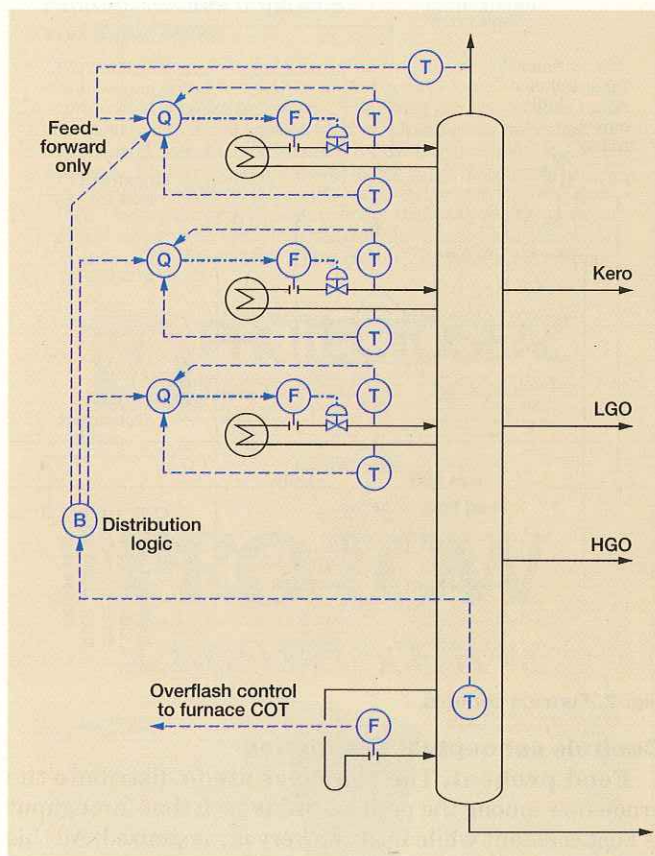 T
Q F T
Feed-
forward
only
T
Q F T
Kero
T
Q F T
LGO
T
B Distribution
logic
HGO
T
Overflash control
to furnace COT
F